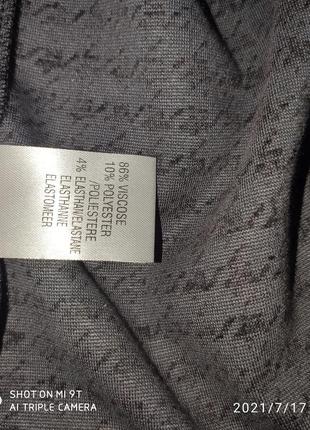 86% VISCOSE
10% POLYESTER
/POLIESTERE
4% ELASTHAN/ELASTANE
ELASTHANNE
ELASTOMEER
SHOT ON MI 9T
AI TRIPLE CAMERA
2021/7/17